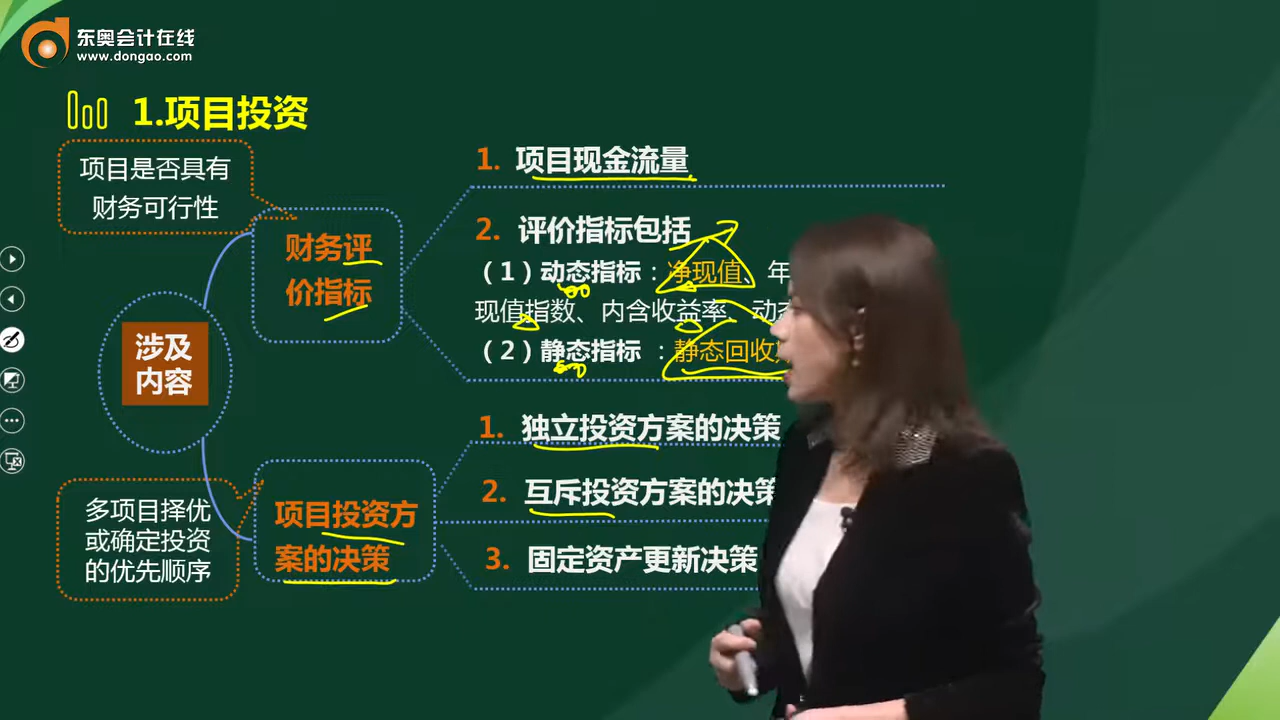 东奥会计在线
www.dongao.com
1.项目投资
项目是否具有
财务可行性
财务评
价指标
1. 项目现金流量
2. 评价指标包括
（1）动态指标：净现值、年
现值指数、内含收益率、动态
（2）静态指标：静态回收
涉及
内容
1. 独立投资方案的决策
2. 互斥投资方案的决策
3. 固定资产更新决策
多项目择优
或确定投资
的优先顺序
项目投资方
案的决策